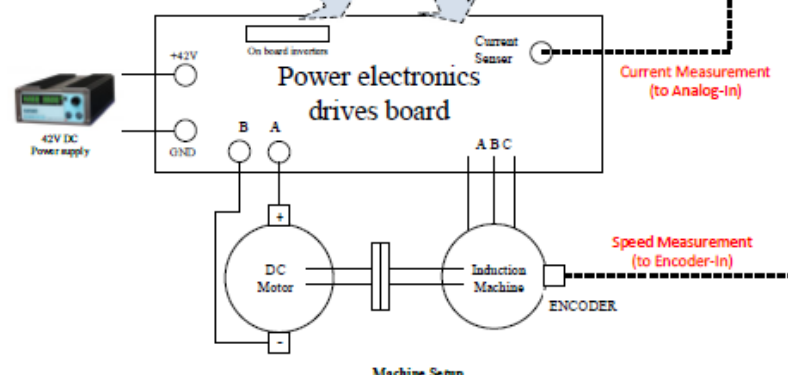 +42V
On board inverters
Current
Sensor
Power electronics
drives board
Current Measurement
(to Analog-In)
42V DC
Power supply
GND
B A
A B C
+
DC
Motor
Induction
Machine
Speed Measurement
(to Encoder-In)
ENCODER
-
Machine Setup